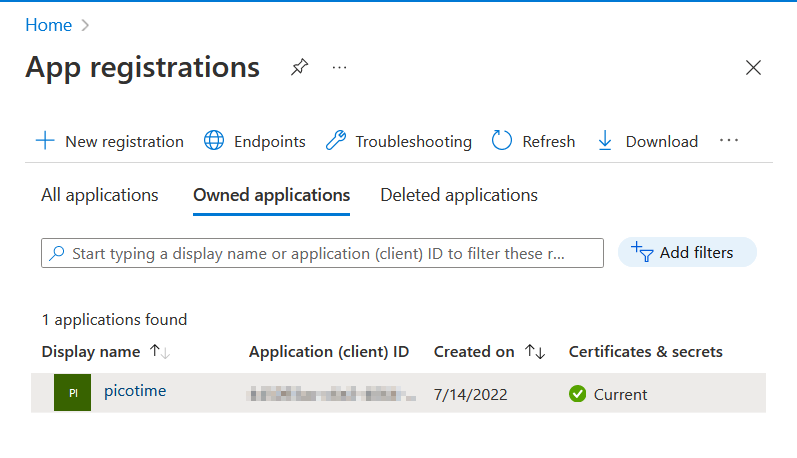 Home
App registrations
New registration Endpoints Troubleshooting Refresh Download
All applications Owned applications Deleted applications
Start typing a display name or application (client) ID to filter these r... Add filters
1 applications found
Display name Application (client) ID Created on Certificates & secrets
PI picotime 7/14/2022 Current